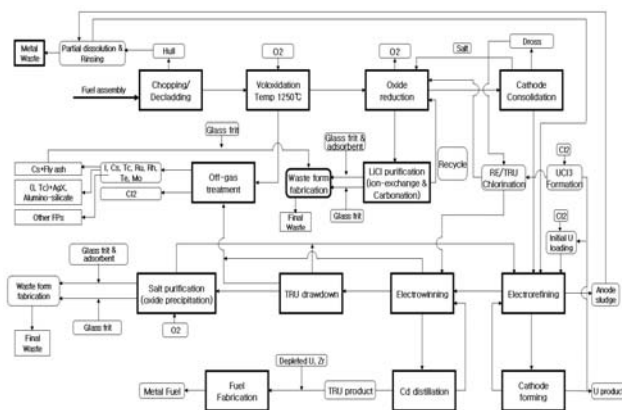 Metal
Waste
Partial dissolution &
Rinsing
Hull
O2
O2
Salt
Dross
Fuel assembly
Chopping/
Decladding
Voloxidation
Temp 1250℃
Oxide
reduction
Cathode
Consolidation
Glass frit
Glass frit
& adsorbent
Recycle
Cl2
Cs+Fly ash
(I, Tc)+AgX,
Alumino-silicate
Other FPs
I, Cs, Tc, Ru, Rh,
Te, Mo
Cl2
Off-gas
treatment
Waste form
fabrication
Final
Waste
Glass frit
LiCl purification
(ion-exchange &
Carbonation)
RE/TRU
Chlorination
UCl3
Formation
Cl2
Initial U
loading
Glass frit &
adsorbent
Waste form
fabrication
Final
Waste
Glass frit
Salt purification
(oxide precipitation)
O2
TRU drawdown
Electrowinning
Electrorefining
Anode
sludge
Depleted U, Zr
Metal Fuel
Fuel
Fabrication
TRU product
Cd distillation
Cathode
forming
U product